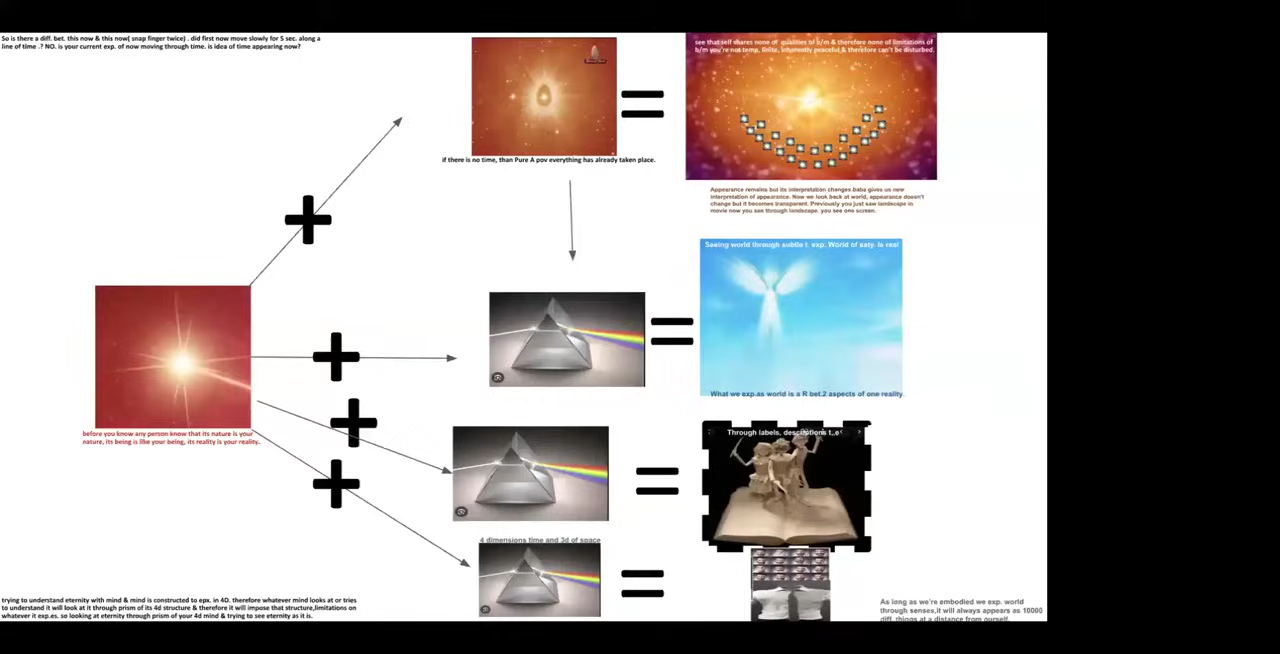 So is there a diff. bet. this now & this now( snap finger twice) . did first now move slowly for 5 sec. along a
line of time .? NO. is your current exp. of now moving through time. is idea of time appearing now?
see that self shares none of qualities of b/m & therefore none of limitations of
b/m you're not temp, finite, inherently peaceful & therefore can't be disturbed.
if there is no time, than Pure A pov everything has already taken place.
Appearance remains but its interpretation changes.baba gives us new
interpretation of appearance. Now we look back at world, appearance doesn't
change but it becomes transparent. Previously you just saw landscape in
movie now you see through landscape. you see one screen.
Seeing world through subtle t. exp. World of saty. Is real
What we exp.as world is a R bet.2 aspects of one reality.
before you know any person know that its nature is your
nature, its being is like your being, its reality is your reality.
Through labels, descriptions t..e
4 dimensions time and 3d of space
trying to understand eternity with mind & mind is constructed to epx. in 4D. therefore whatever mind looks at or tries
to understand it will look at it through prism of its 4d structure & therefore it will impose that structure,limitations on
whatever it exp.es. so looking at eternity through prism of your 4d mind & trying to see eternity as it is.
As long as we're embodied we exp. world
through senses,it will always appears as 10000
diff. things at a distance from ourself.